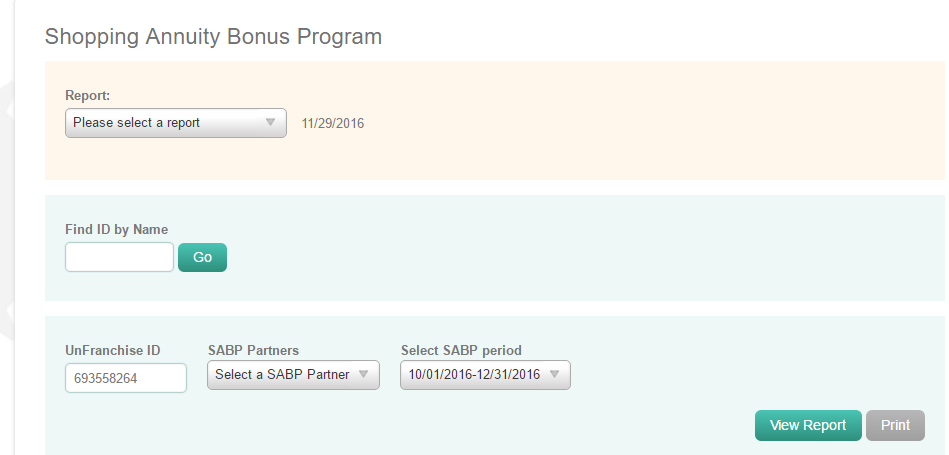 Shopping Annuity Bonus Program
Report:
Please select a report 11/29/2016
Find ID by Name
Go
UnFranchise ID SABP Partners Select SABP period
693558264 Select a SABP Partner 10/01/2016-12/31/2016
View Report Print